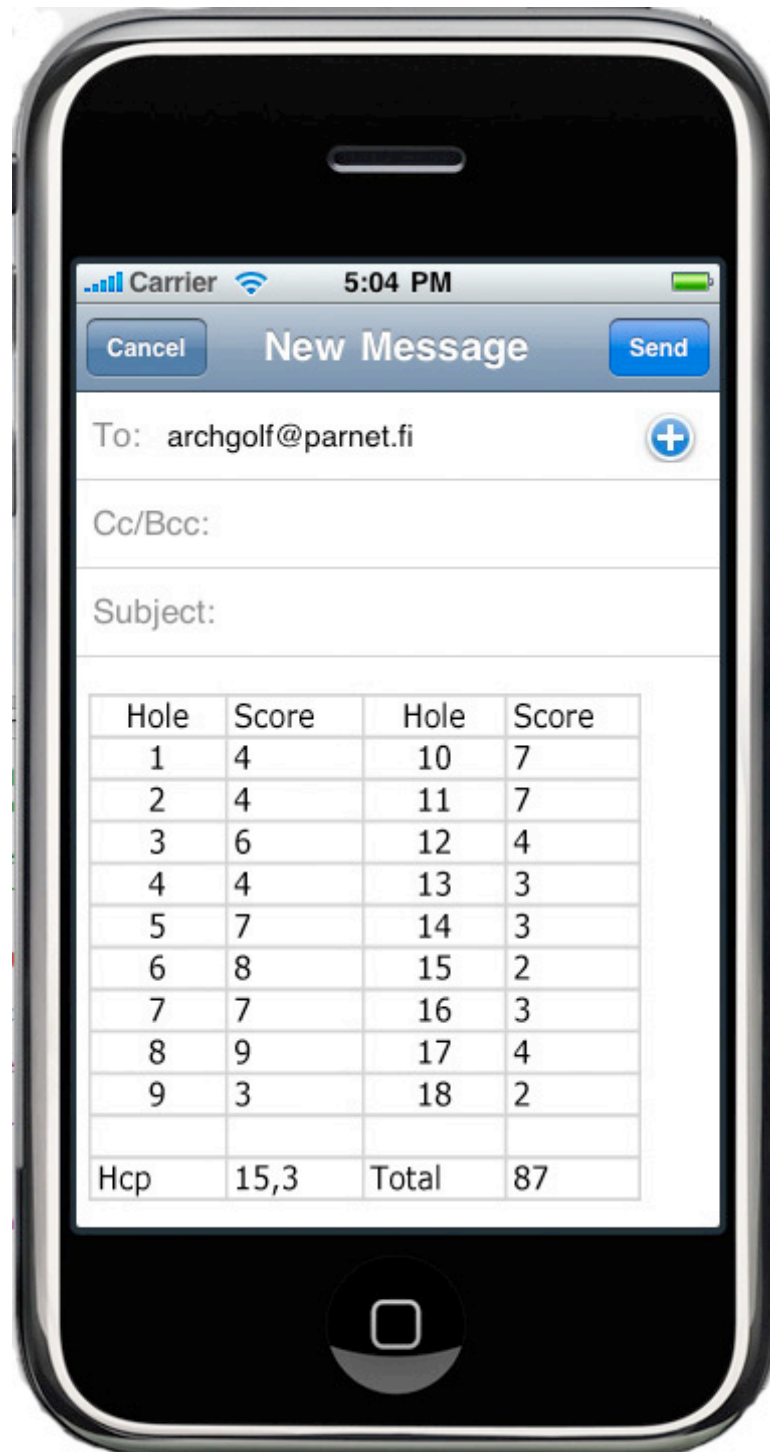 Carrier 5:04 PM
Cancel New Message Send
To: archgolf@parnet.fi
Cc/Bcc:
Subject:
Hole Score Hole Score
1 4 10 7
2 4 11 7
3 6 12 4
4 4 13 3
5 7 14 3
6 8 15 2
7 7 16 3
8 9 17 4
9 3 18 2
Hcp 15,3 Total 87